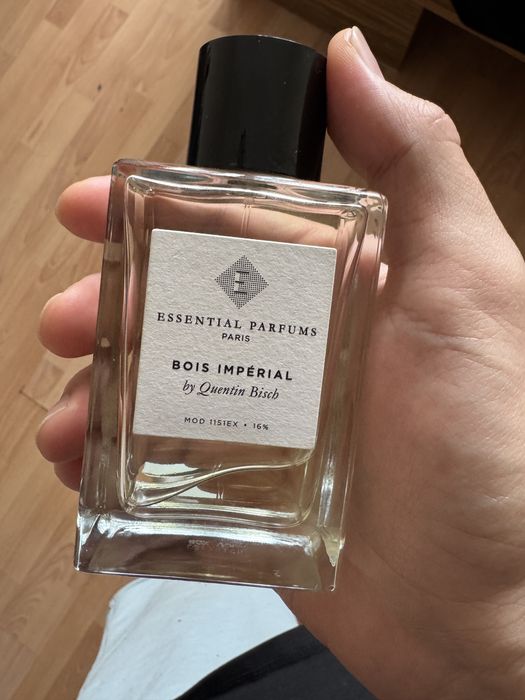 E
ESSENTIAL PARFUMS
PARIS
BOIS IMPÉRIAL
by Quentin Bisch
MOD 1151EX • 16%